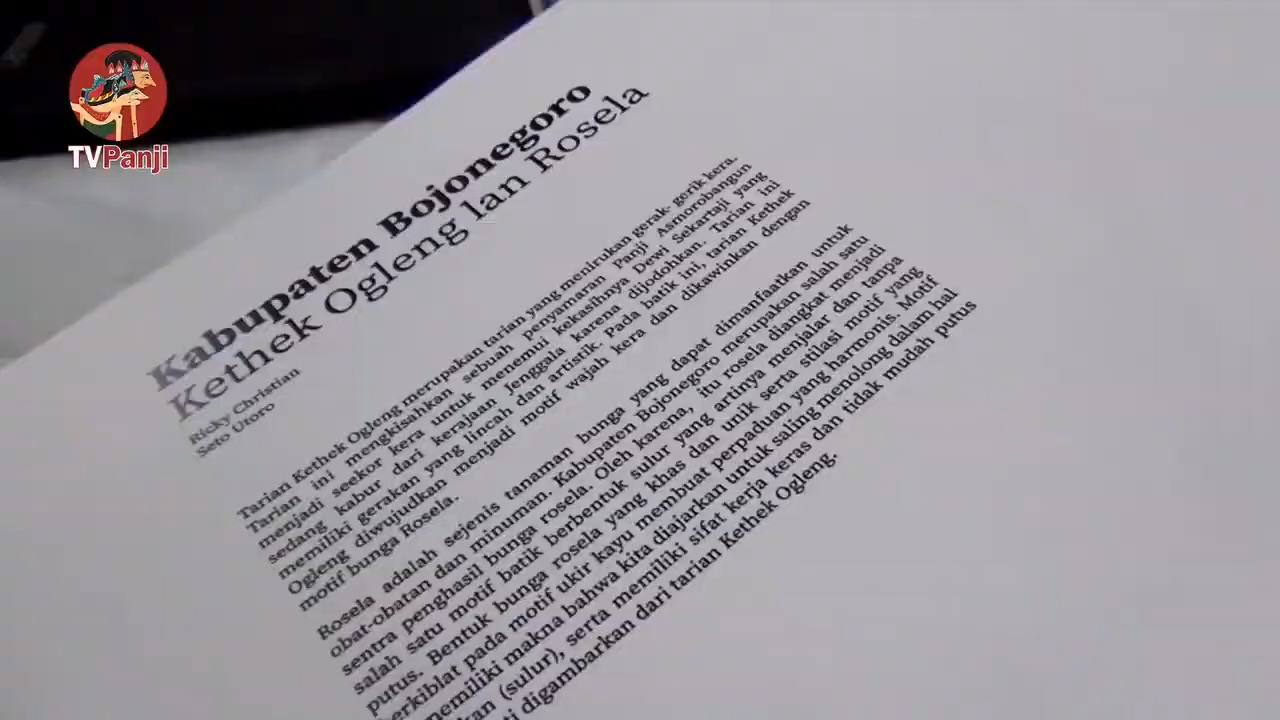 TVPanji
Kabupaten Bojonegoro
Kethek Ogleng lan Rosela
Ricky Christian
Seto Utoro
Tarian Kethek Ogleng merupakan tarian yang menirukan gerak- gerik kera.
Tarian ini mengkisahkan sebuah penyamaran Panji Asmorobangun
menjadi seekor kera untuk menemui kekasihnya Dewi Sekartaji yang
sedang kabur dari kerajaan Jenggala karena dijodohkan. Tarian ini
memiliki gerakan yang lincah dan artistik. Pada batik ini, tarian Kethek
Ogleng diwujudkan menjadi motif wajah kera dan dikawinkan dengan
motif bunga Rosela.
Rosela adalah sejenis tanaman bunga yang dapat dimanfaatkan untuk
obat-obatan dan minuman. Kabupaten Bojonegoro merupakan salah satu
sentra penghasil bunga rosela. Oleh karena, itu rosela diangkat menjadi
salah satu motif batik berbentuk sulur yang artinya menjalar dan tanpa
putus. Bentuk bunga rosela yang khas dan unik serta stilasi motif yang
berkiblat pada motif ukir kayu membuat perpaduan yang harmonis. Motif
memiliki makna bahwa kita diajarkan untuk saling menolong dalam hal
(sulur), serta memiliki sifat kerja keras dan tidak mudah putus
digambarkan dari tarian Kethek Ogleng.